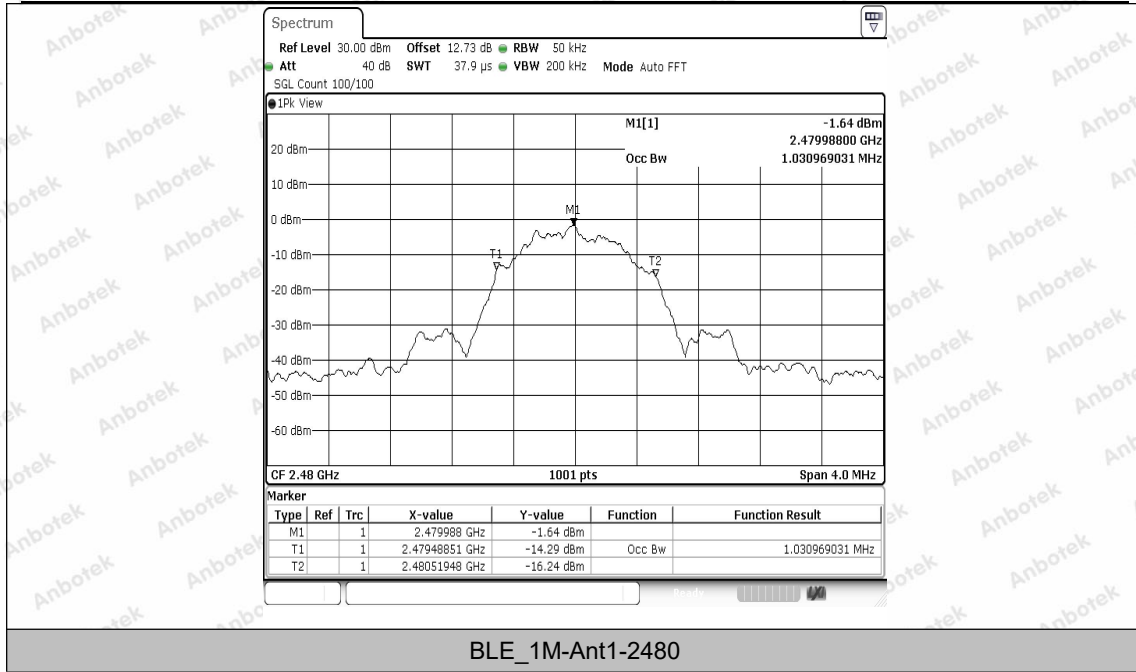 Spectrum
Ref Level 30.00 dBm Offset 12.73 dB RBW 50 kHz
Att 40 dB SWT 37.9 µs VBW 200 kHz Mode Auto FFT
SGL Count 100/100
1Pk View
M1[1] -1.64 dBm
2.47998800 GHz
Occ Bw 1.030969031 MHz
20 dBm
10 dBm
M1
0 dBm
-10 dBm
T1
T2
-20 dBm
-30 dBm
-40 dBm
-50 dBm
-60 dBm
CF 2.48 GHz 1001 pts Span 4.0 MHz
Marker
Type Ref Trc X-value Y-value Function Function Result
M1 1 2.479988 GHz -1.64 dBm
T1 1 2.47948851 GHz -14.29 dBm Occ Bw 1.030969031 MHz
T2 1 2.48051948 GHz -16.24 dBm
Ready
BLE_1M-Ant1-2480
Anbotek